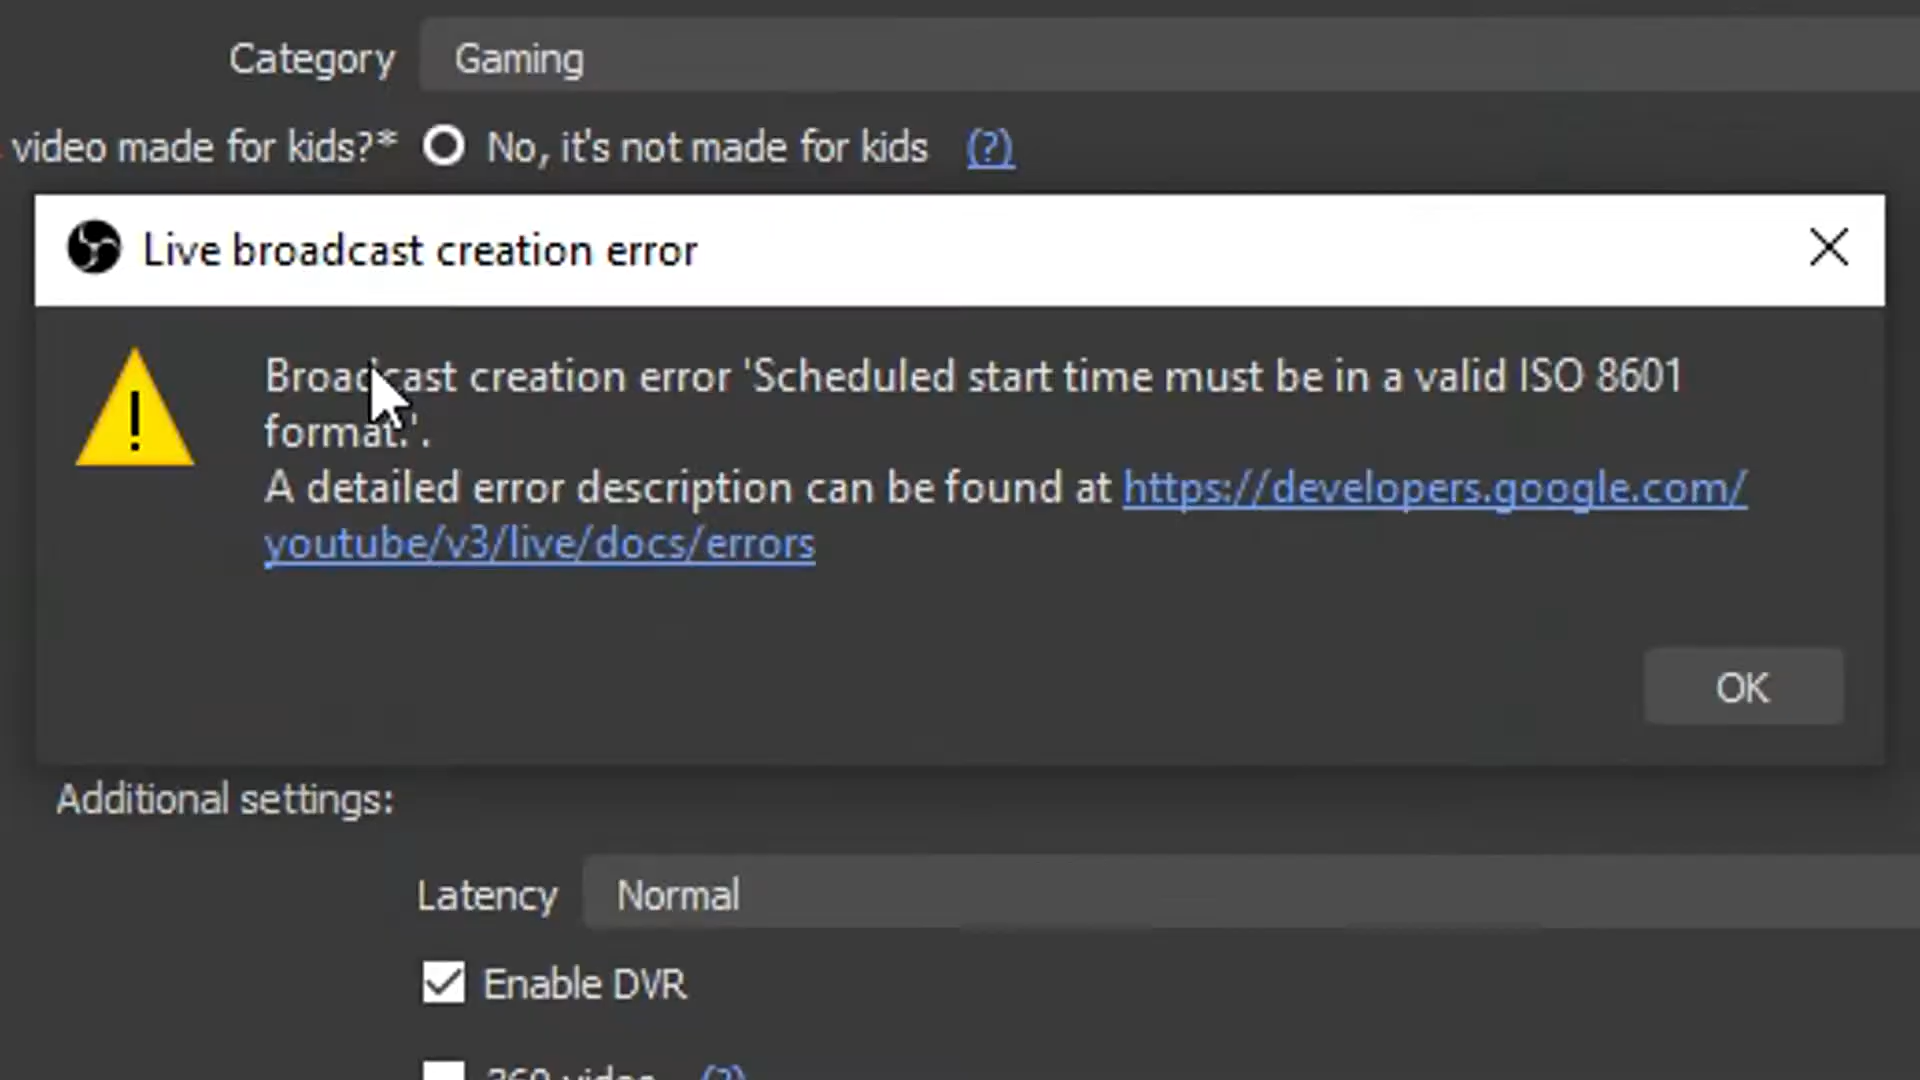 Category Gaming
video made for kids?* No, it's not made for kids (?)
Live broadcast creation error
Broadcast creation error 'Scheduled start time must be in a valid ISO 8601
format.'.
A detailed error description can be found at https://developers.google.com/
youtube/v3/live/docs/errors
OK
Additional settings:
Latency Normal
Enable DVR
360 video (?)